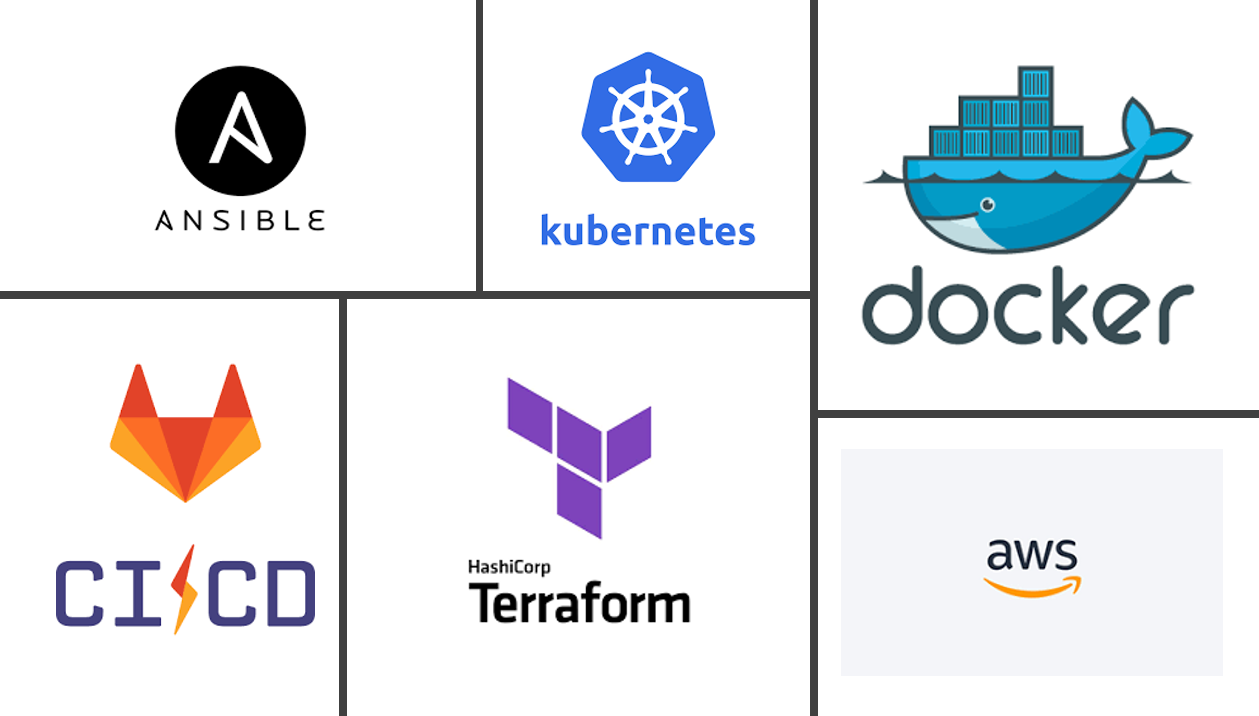 ANSIBLE
kubernetes
docker
CI CD
HashiCorp
Terraform
aws